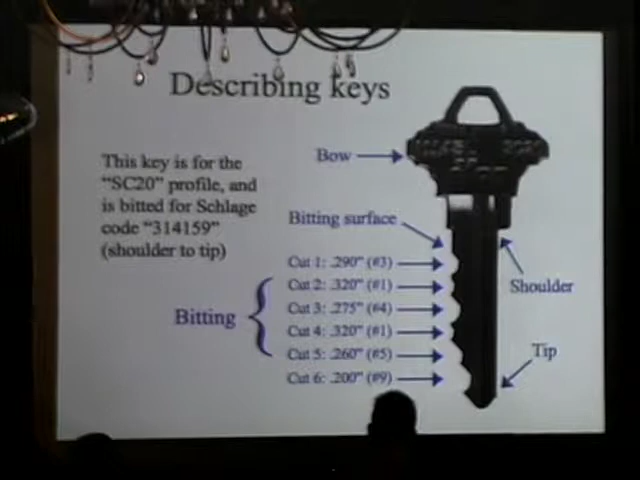 Describing keys
This key is for the
"SC20" profile, and
is bitted for Schlage
code "314159"
(shoulder to tip)
Bow
Bitting surface
Cut 1: .290" (#3)
Cut 2: .320" (#1)
Cut 3: .275" (#4)
Cut 4: .320" (#1)
Cut 5: .260" (#5)
Cut 6: .200" (#9)
Bitting
Shoulder
Tip